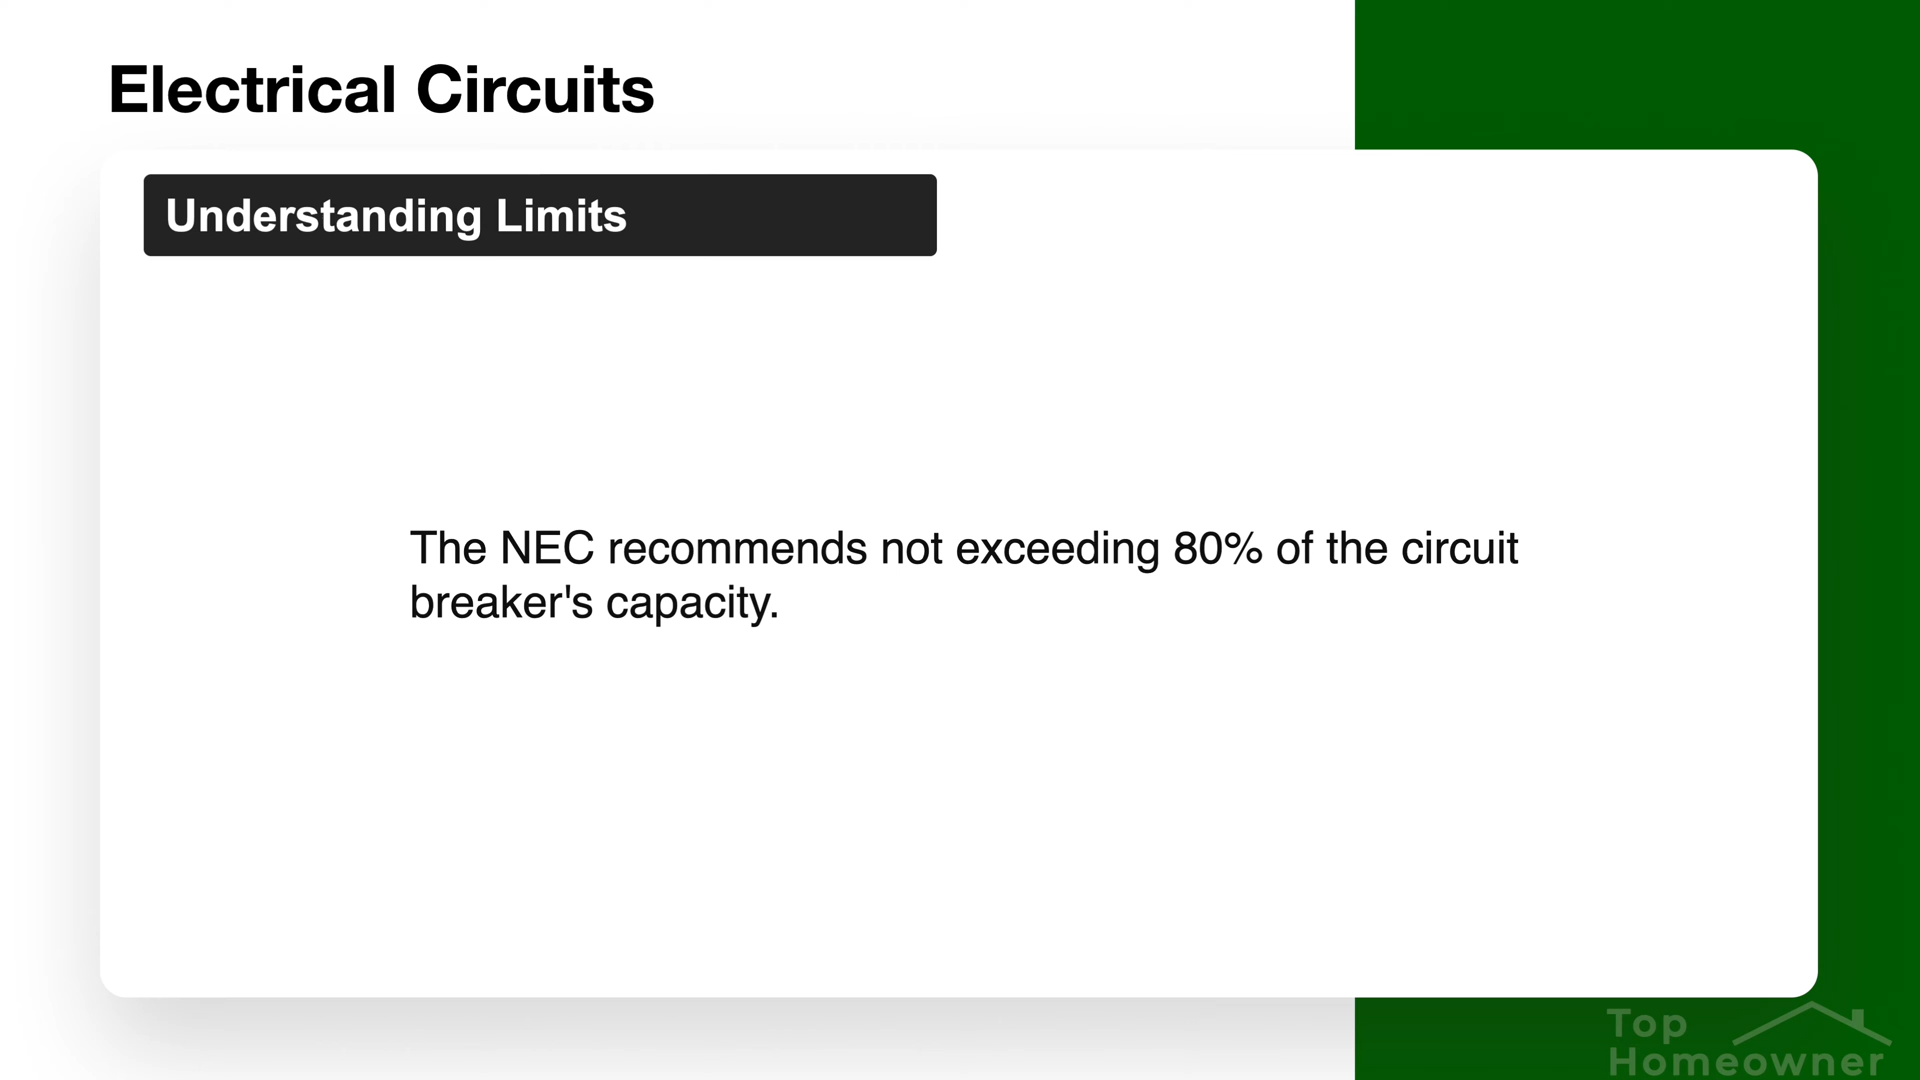 Electrical Circuits
Understanding Limits
The NEC recommends not exceeding 80% of the circuit
breaker's capacity.
Top
Homeowner